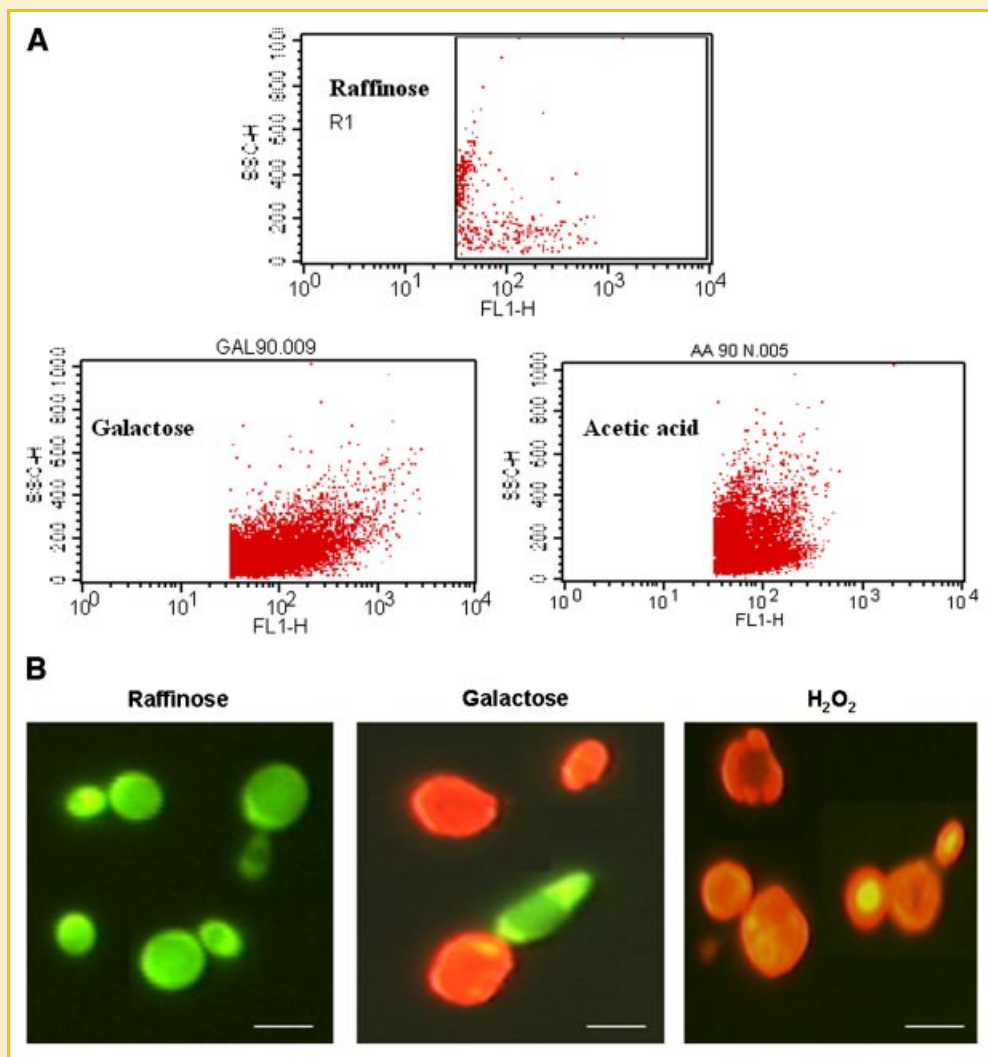 A
Raffinose
R1
SSC-H
0 200 400 600 800 1000
10^0 10^1 10^2 10^3 10^4
FL1-H
GAL90.009
Galactose
SSC-H
0 200 400 600 800 1000
10^0 10^1 10^2 10^3 10^4
FL1-H
AA 90 N.005
Acetic acid
SSC-H
0 200 400 600 800 1000
10^0 10^1 10^2 10^3 10^4
FL1-H
B
Raffinose Galactose H₂O₂